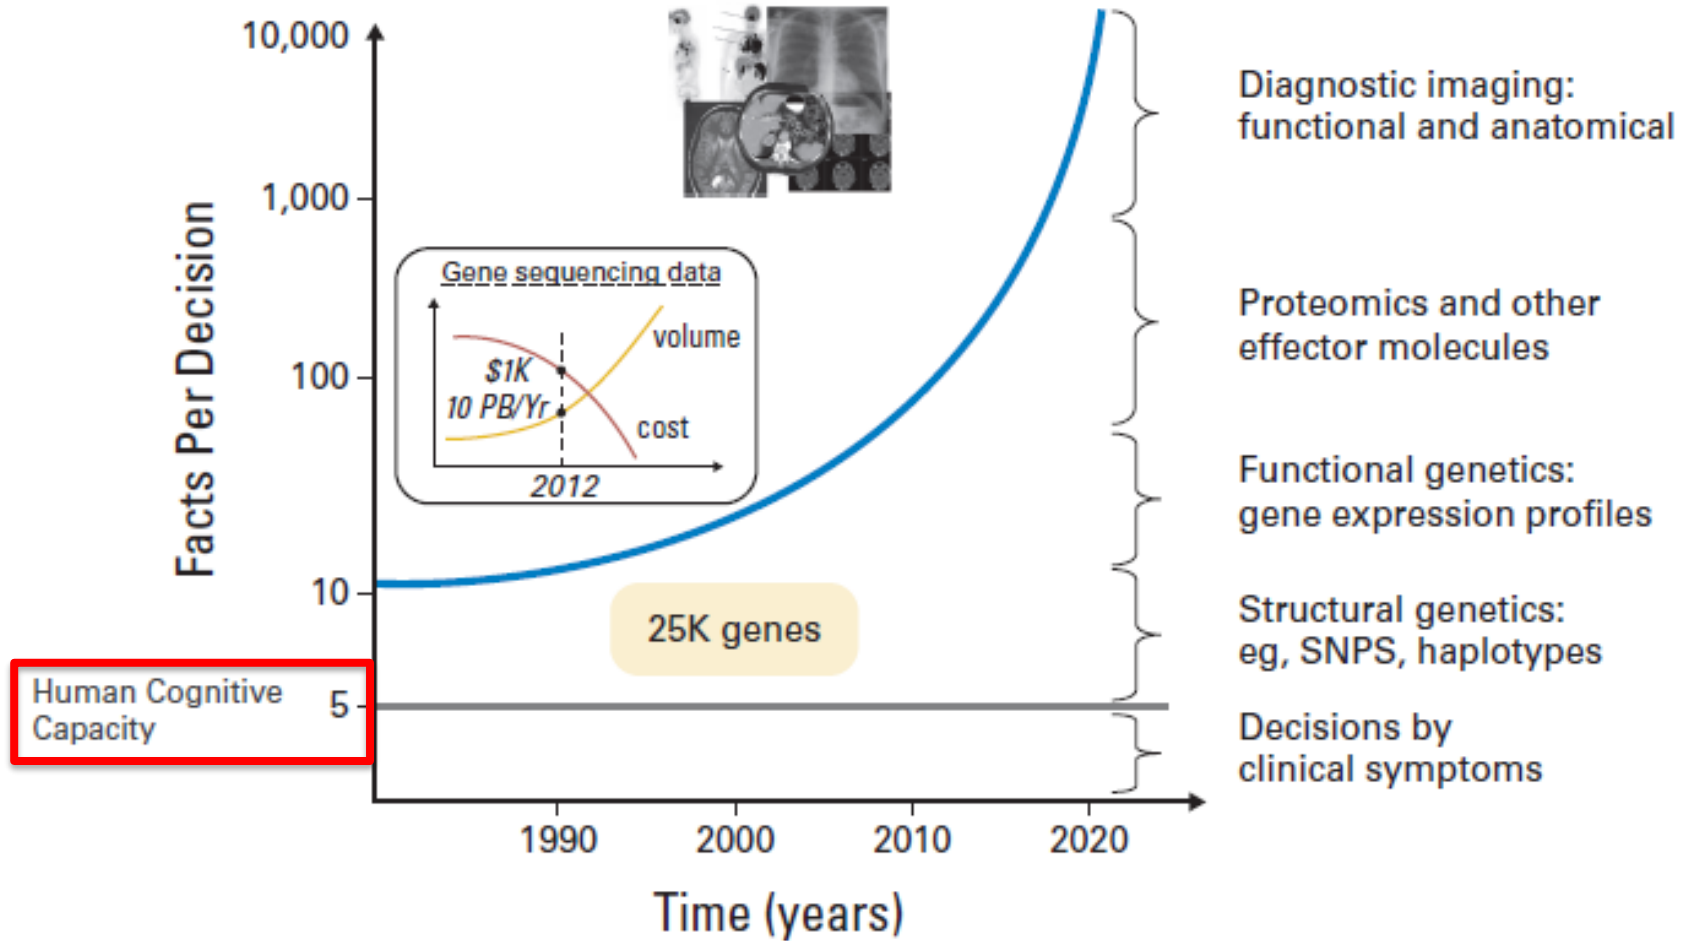 10,000
1,000
100
10
5
Facts Per Decision
Human Cognitive
Capacity
Gene sequencing data
volume
$1K
10 PB/Yr
cost
2012
25K genes
1990
2000
2010
2020
Time (years)
Diagnostic imaging:
functional and anatomical
Proteomics and other
effector molecules
Functional genetics:
gene expression profiles
Structural genetics:
eg, SNPS, haplotypes
Decisions by
clinical symptoms